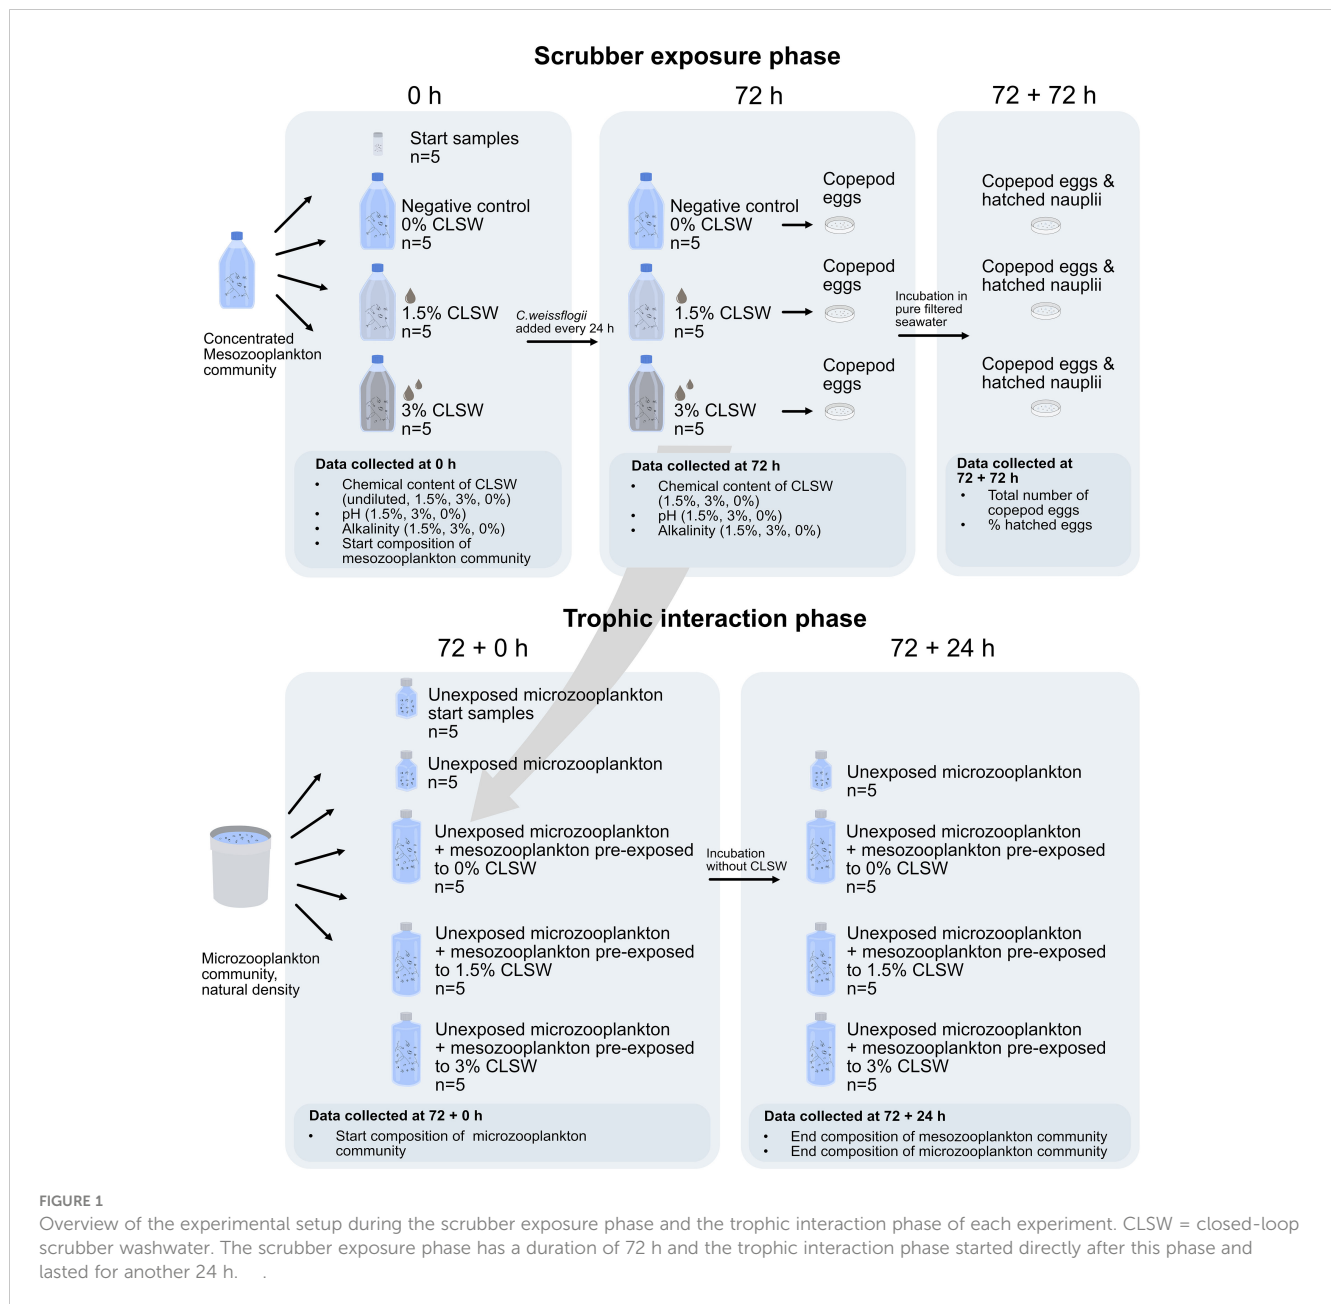 Scrubber exposure phase
0 h
72 h
72 + 72 h
Start samples
n=5
Negative control
0% CLSW
n=5
1.5% CLSW
n=5
3% CLSW
n=5
Concentrated
Mesozooplankton
community
C.weissflogii
added every 24 h
Negative control
0% CLSW
n=5
1.5% CLSW
n=5
3% CLSW
n=5
Copepod
eggs
Copepod
eggs
Copepod
eggs
Incubation in
pure filtered
seawater
Copepod eggs &
hatched nauplii
Copepod eggs &
hatched nauplii
Copepod eggs &
hatched nauplii
Data collected at 0 h
• Chemical content of CLSW
(undiluted, 1.5%, 3%, 0%)
• pH (1.5%, 3%, 0%)
• Alkalinity (1.5%, 3%, 0%)
• Start composition of
mesozooplankton community
Data collected at 72 h
• Chemical content of CLSW
(1.5%, 3%, 0%)
• pH (1.5%, 3%, 0%)
• Alkalinity (1.5%, 3%, 0%)
Data collected at
72 + 72 h
• Total number of
copepod eggs
• % hatched eggs
Trophic interaction phase
72 + 0 h
72 + 24 h
Unexposed microzooplankton
start samples
n=5
Unexposed microzooplankton
n=5
Unexposed microzooplankton
+ mesozooplankton pre-exposed
to 0% CLSW
n=5
Unexposed microzooplankton
+ mesozooplankton pre-exposed
to 1.5% CLSW
n=5
Unexposed microzooplankton
+ mesozooplankton pre-exposed
to 3% CLSW
n=5
Microzooplankton
community,
natural density
Incubation
without CLSW
Unexposed microzooplankton
n=5
Unexposed microzooplankton
+ mesozooplankton pre-exposed
to 0% CLSW
n=5
Unexposed microzooplankton
+ mesozooplankton pre-exposed
to 1.5% CLSW
n=5
Unexposed microzooplankton
+ mesozooplankton pre-exposed
to 3% CLSW
n=5
Data collected at 72 + 0 h
• Start composition of microzooplankton
community
Data collected at 72 + 24 h
• End composition of mesozooplankton community
• End composition of microzooplankton community
FIGURE 1
Overview of the experimental setup during the scrubber exposure phase and the trophic interaction phase of each experiment. CLSW = closed-loop
scrubber washwater. The scrubber exposure phase has a duration of 72 h and the trophic interaction phase started directly after this phase and
lasted for another 24 h. .